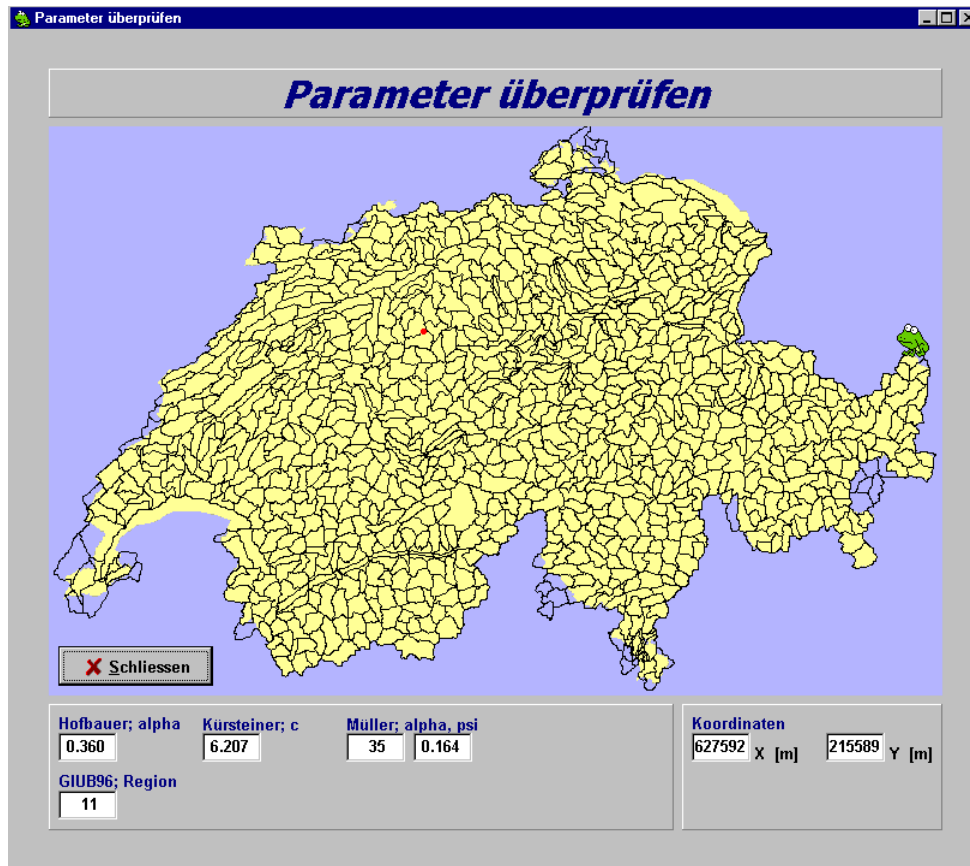 Parameter überprüfen
Parameter überprüfen
Schliessen
Hofbauer; alpha
Kürsteiner; c
Müller; alpha, psi
0.360
6.207
35
0.164
GIUB96; Region
11
Koordinaten
627592 X [m]
215589 Y [m]